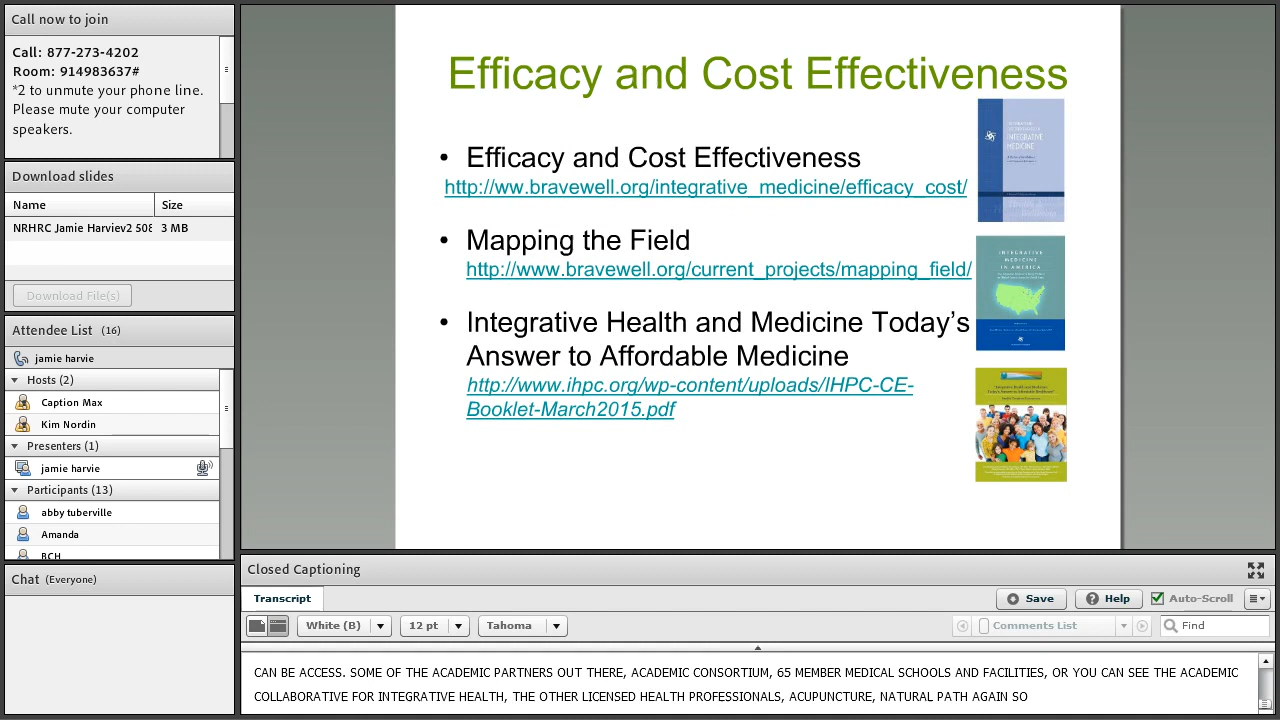 Call now to join
Call: 877-273-4202
Room: 914983637#
*2 to unmute your phone line.
Please mute your computer
speakers.
Download slides
Name Size
NRHRC Jamie Harviev2 508 3 MB
Download File(s)
Attendee List (16)
jamie harvie
Hosts (2)
Caption Max
Kim Nordin
Presenters (1)
jamie harvie
Participants (13)
abby tuberville
Amanda
BCH
Chat (Everyone)
Efficacy and Cost Effectiveness
• Efficacy and Cost Effectiveness
http://ww.bravewell.org/integrative_medicine/efficacy_cost/
• Mapping the Field
http://www.bravewell.org/current_projects/mapping_field/
• Integrative Health and Medicine Today's
Answer to Affordable Medicine
http://www.ihpc.org/wp-content/uploads/IHPC-CE-
Booklet-March2015.pdf
INTEGRATIVE
MEDICINE
INTEGRATIVE
MEDICINE
IN AMERICA
Closed Captioning
Transcript
Save Help Auto-Scroll
White (B) 12 pt Tahoma Comments List Find
CAN BE ACCESS. SOME OF THE ACADEMIC PARTNERS OUT THERE, ACADEMIC CONSORTIUM, 65 MEMBER MEDICAL SCHOOLS AND FACILITIES, OR YOU CAN SEE THE ACADEMIC
COLLABORATIVE FOR INTEGRATIVE HEALTH, THE OTHER LICENSED HEALTH PROFESSIONALS, ACUPUNCTURE, NATURAL PATH AGAIN SO